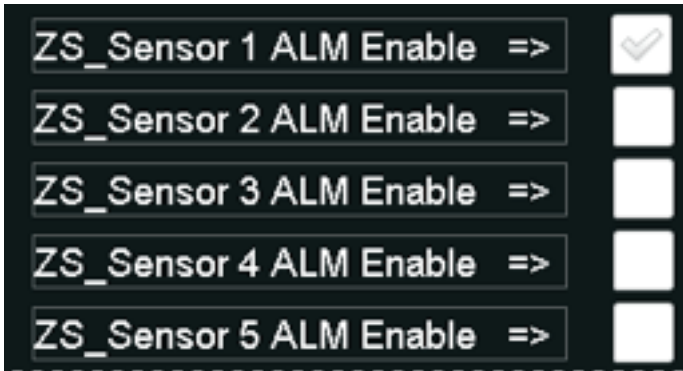 ZS_Sensor 1 ALM Enable =>
ZS_Sensor 2 ALM Enable =>
ZS_Sensor 3 ALM Enable =>
ZS_Sensor 4 ALM Enable =>
ZS_Sensor 5 ALM Enable =>